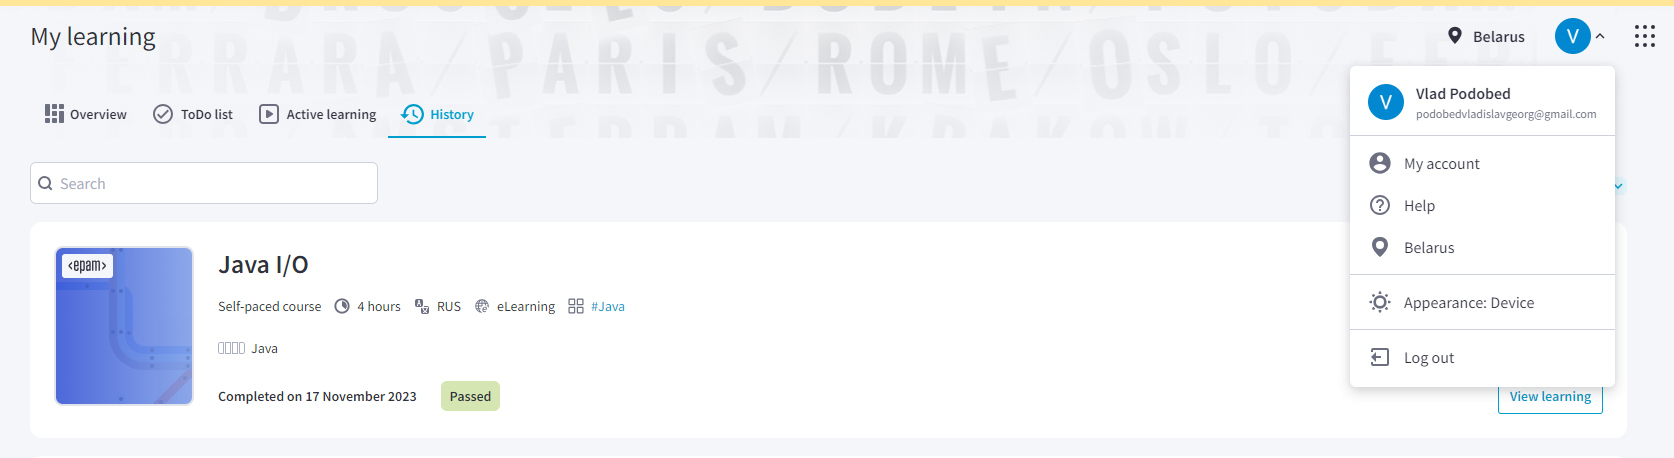 My learning
Belarus
V
FERRARA / PARIS / ROME / OSLO /
Overview
ToDo list
Active learning
History
V
Vlad Podobed
podobedvladislavgeorg@gmail.com
My account
Help
Belarus
Appearance: Device
Log out
Search
<epam>
Java I/O
Self-paced course 4 hours RUS eLearning #Java
Java
Completed on 17 November 2023 Passed
View learning